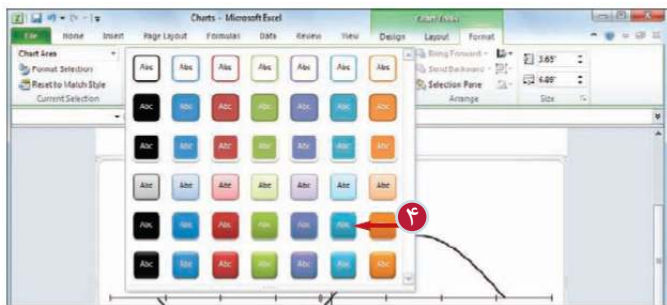 Charts - Microsoft Excel
Chart Tools
File Home Insert Page Layout Formulas Data Review View Design Layout Format
Chart Area
Format Selection
Reset to Match Style
Current Selection
Abc Abc Abc Abc Abc Abc Abc
Abc Abc Abc Abc Abc Abc Abc
Abc Abc Abc Abc Abc Abc Abc
Abc Abc Abc Abc Abc Abc Abc
Abc Abc Abc Abc Abc Abc Abc
Abc Abc Abc Abc Abc Abc Abc
Bring Forward
Send Backward
Selection Pane
Arrange
3.65"
Size
۴